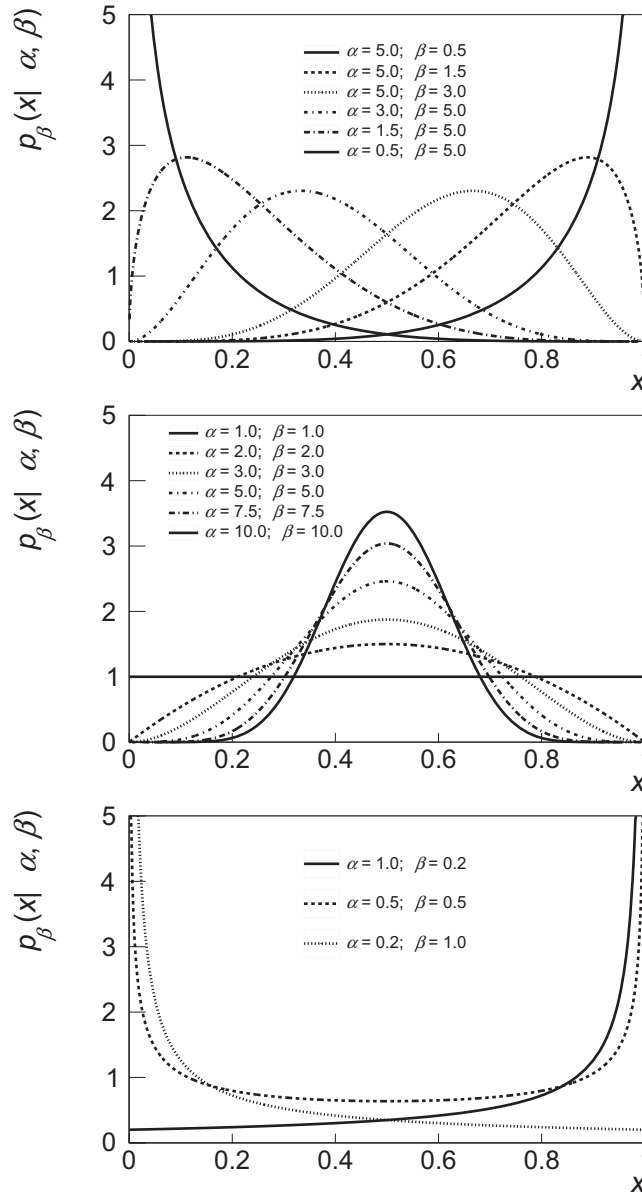 pβ (x| α, β)
5
4
3
2
1
0
α = 5.0; β = 0.5
α = 5.0; β = 1.5
α = 5.0; β = 3.0
α = 3.0; β = 5.0
α = 1.5; β = 5.0
α = 0.5; β = 5.0
0 0.2 0.4 0.6 0.8
x
pβ (x| α, β)
5
4
3
2
1
0
α = 1.0; β = 1.0
α = 2.0; β = 2.0
α = 3.0; β = 3.0
α = 5.0; β = 5.0
α = 7.5; β = 7.5
α = 10.0; β = 10.0
0 0.2 0.4 0.6 0.8
x
pβ (x| α, β)
5
4
3
2
1
0
α = 1.0; β = 0.2
α = 0.5; β = 0.5
α = 0.2; β = 1.0
0 0.2 0.4 0.6 0.8
x